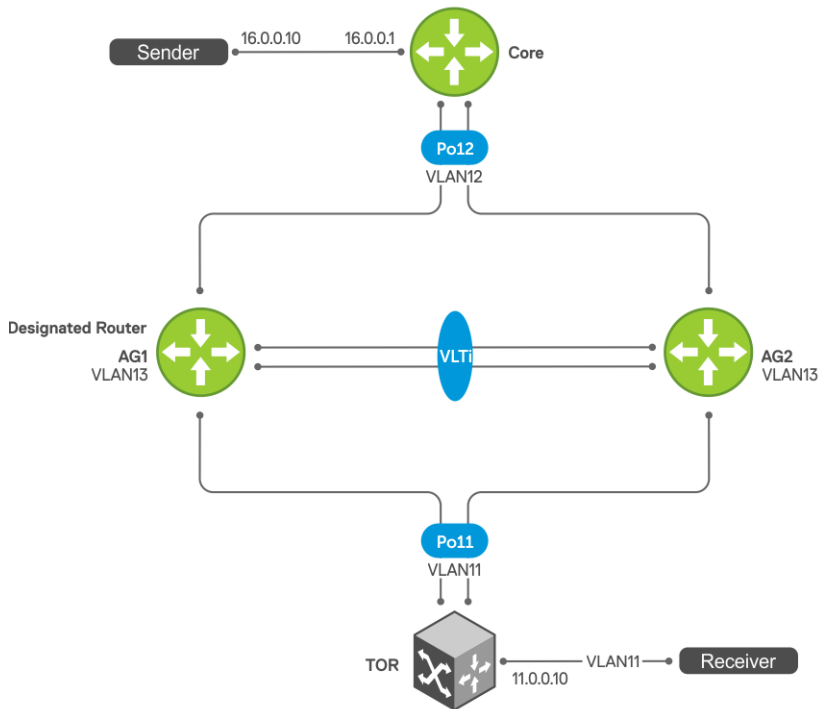 Sender
16.0.0.10
16.0.0.1
Core
Po12
VLAN12
Designated Router
AG1
VLAN13
VLTi
AG2
VLAN13
Po11
VLAN11
TOR
11.0.0.10
VLAN11
Receiver